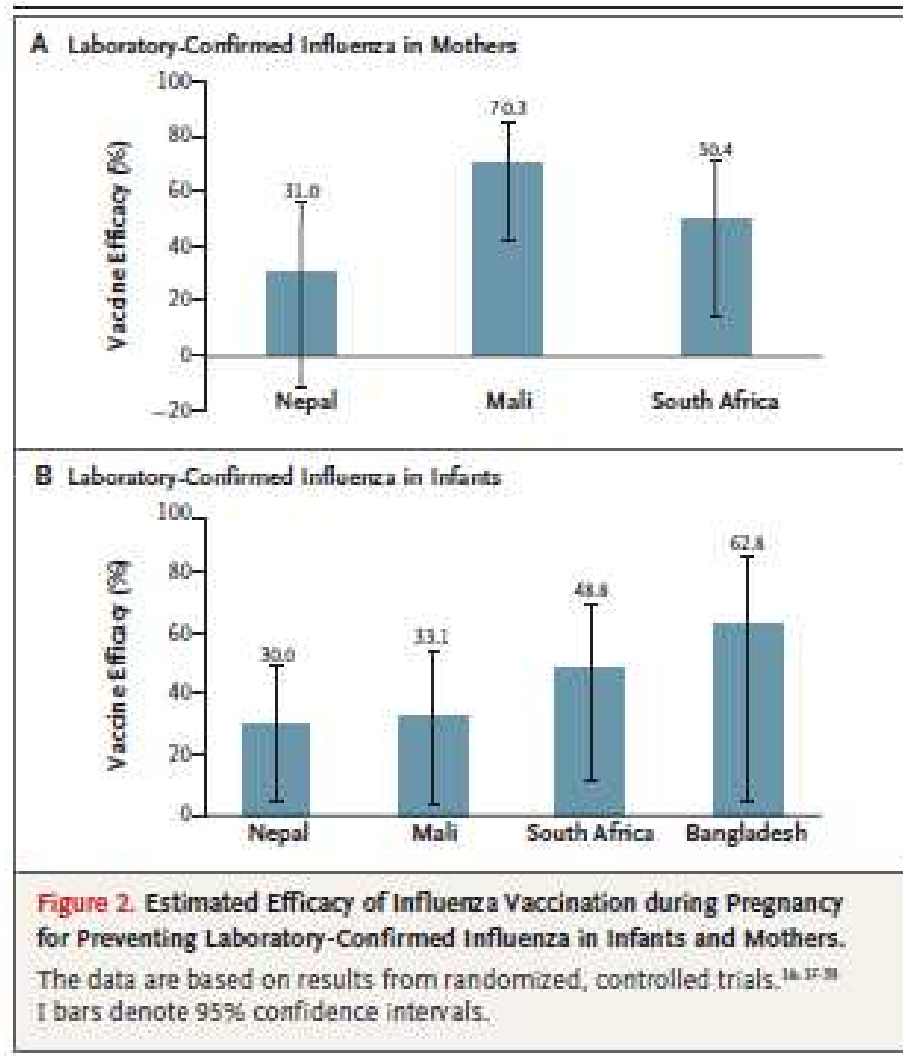 A Laboratory-Confirmed Influenza in Mothers
100
80
60
40
20
0
−20
Vaccine Efficacy (%)
31.0
70.3
50.4
Nepal
Mali
South Africa
B Laboratory-Confirmed Influenza in Infants
100
80
60
40
20
0
Vaccine Efficacy (%)
30.0
33.1
48.8
62.8
Nepal
Mali
South Africa
Bangladesh
Figure 2. Estimated Efficacy of Influenza Vaccination during Pregnancy
for Preventing Laboratory-Confirmed Influenza in Infants and Mothers.
The data are based on results from randomized, controlled trials.
I bars denote 95% confidence intervals.